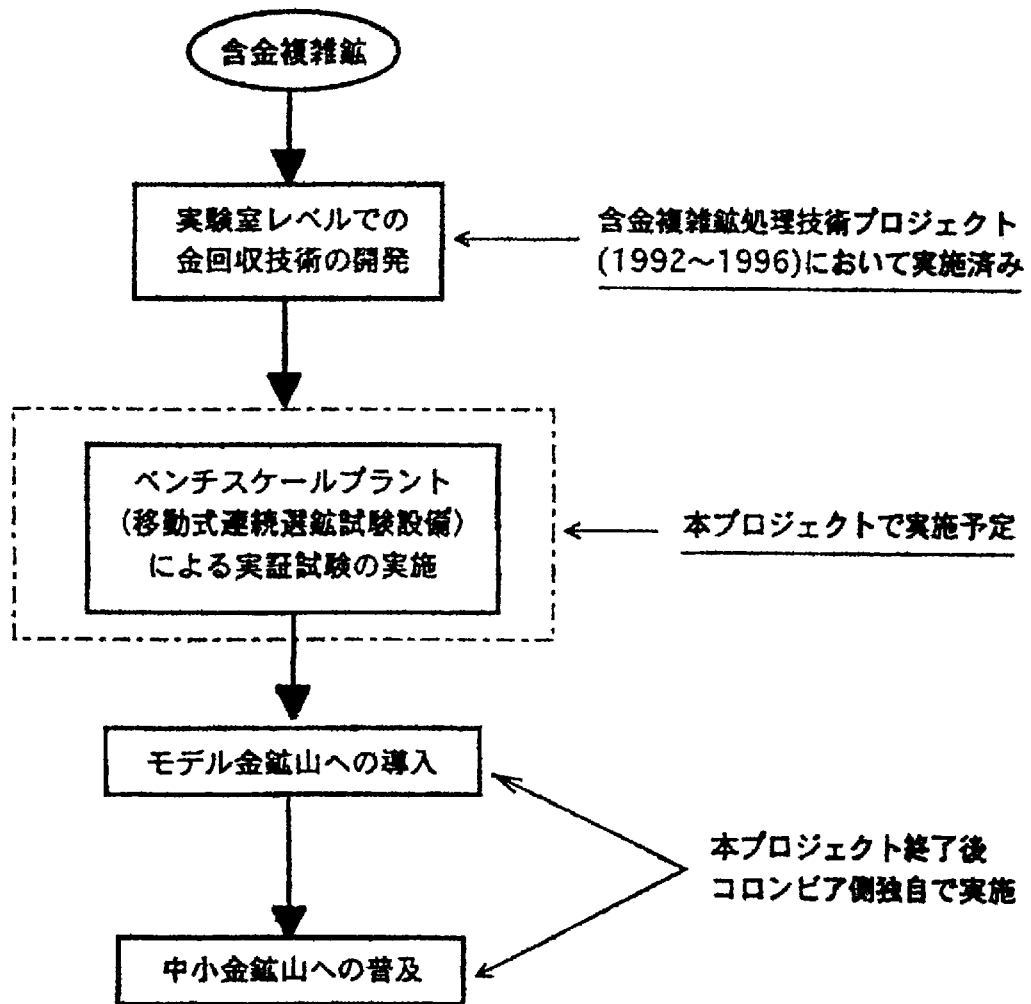 含金複雑鉱
実験室レベルでの
金回収技術の開発
含金複雑鉱処理技術プロジェクト
(1992〜1996)において実施済み
ベンチスケールプラント
(移動式連続選鉱試験設備)
による実証試験の実施
本プロジェクトで実施予定
モデル金鉱山への導入
本プロジェクト終了後
コロンビア側独自で実施
中小金鉱山への普及